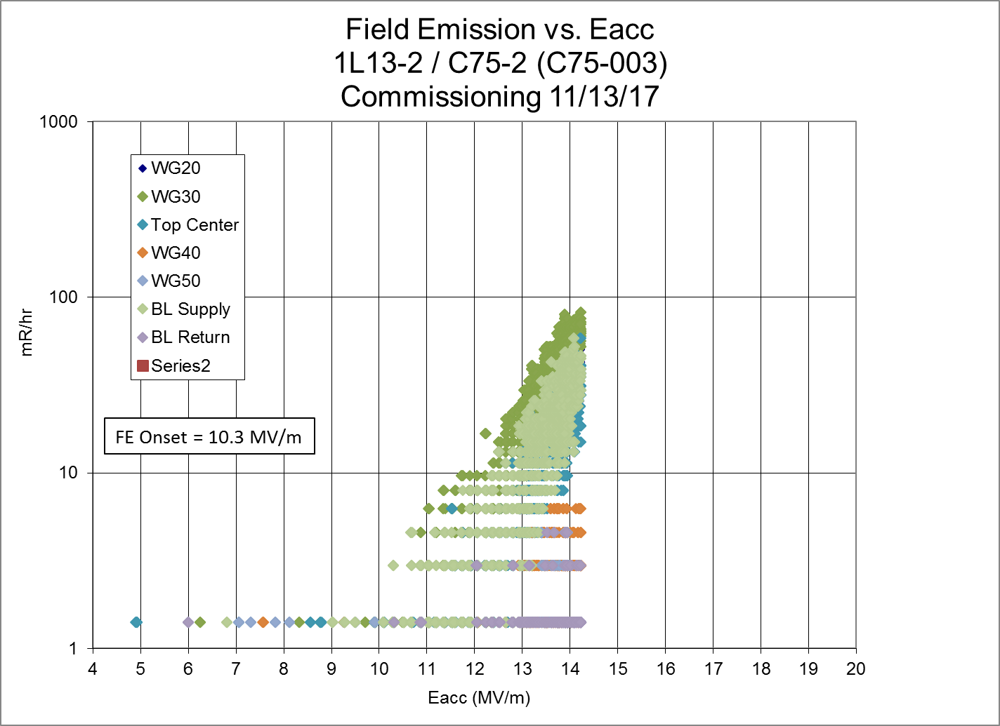 Field Emission vs. Eacc
1L13-2 / C75-2 (C75-003)
Commissioning 11/13/17
1000
100
10
1
mR/hr
WG20
WG30
Top Center
WG40
WG50
BL Supply
BL Return
Series2
FE Onset = 10.3 MV/m
4 5 6 7 8 9 10 11 12 13 14 15 16 17 18 19 20
Eacc (MV/m)